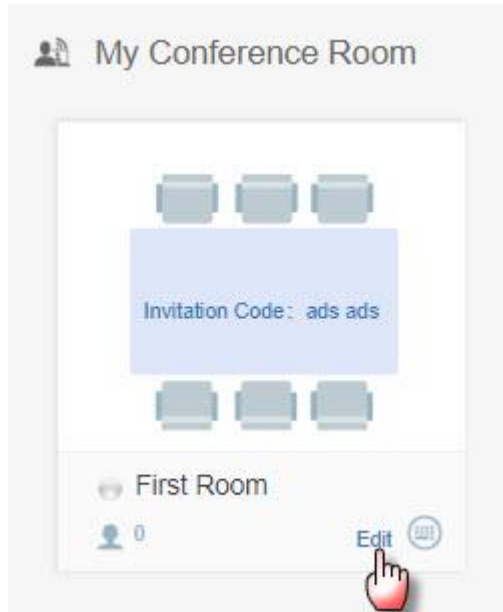 My Conference Room
Invitation Code: ads ads
First Room
0
Edit